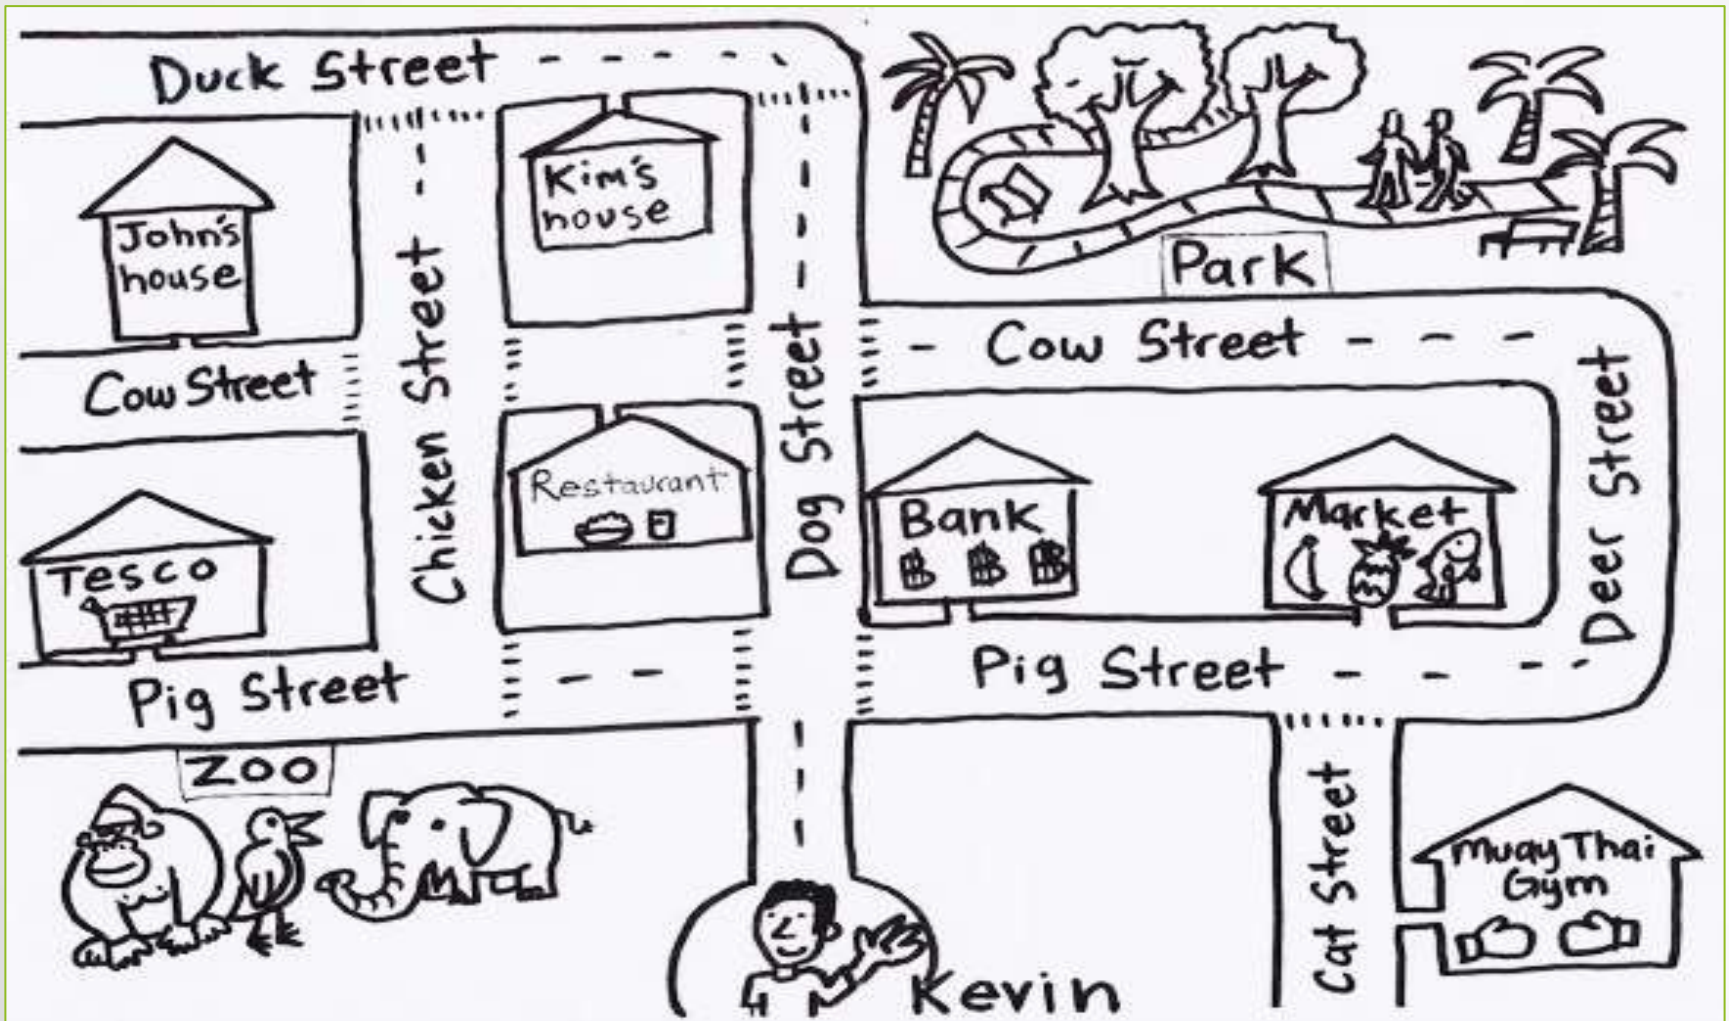 Duck Street
John's
house
Kim's
house
Park
Cow Street
Cow Street
Chicken Street
Dog Street
Deer Street
Restaurant
Bank
Market
Tesco
Pig Street
Pig Street
Zoo
Cat Street
Muay Thai
Gym
Kevin